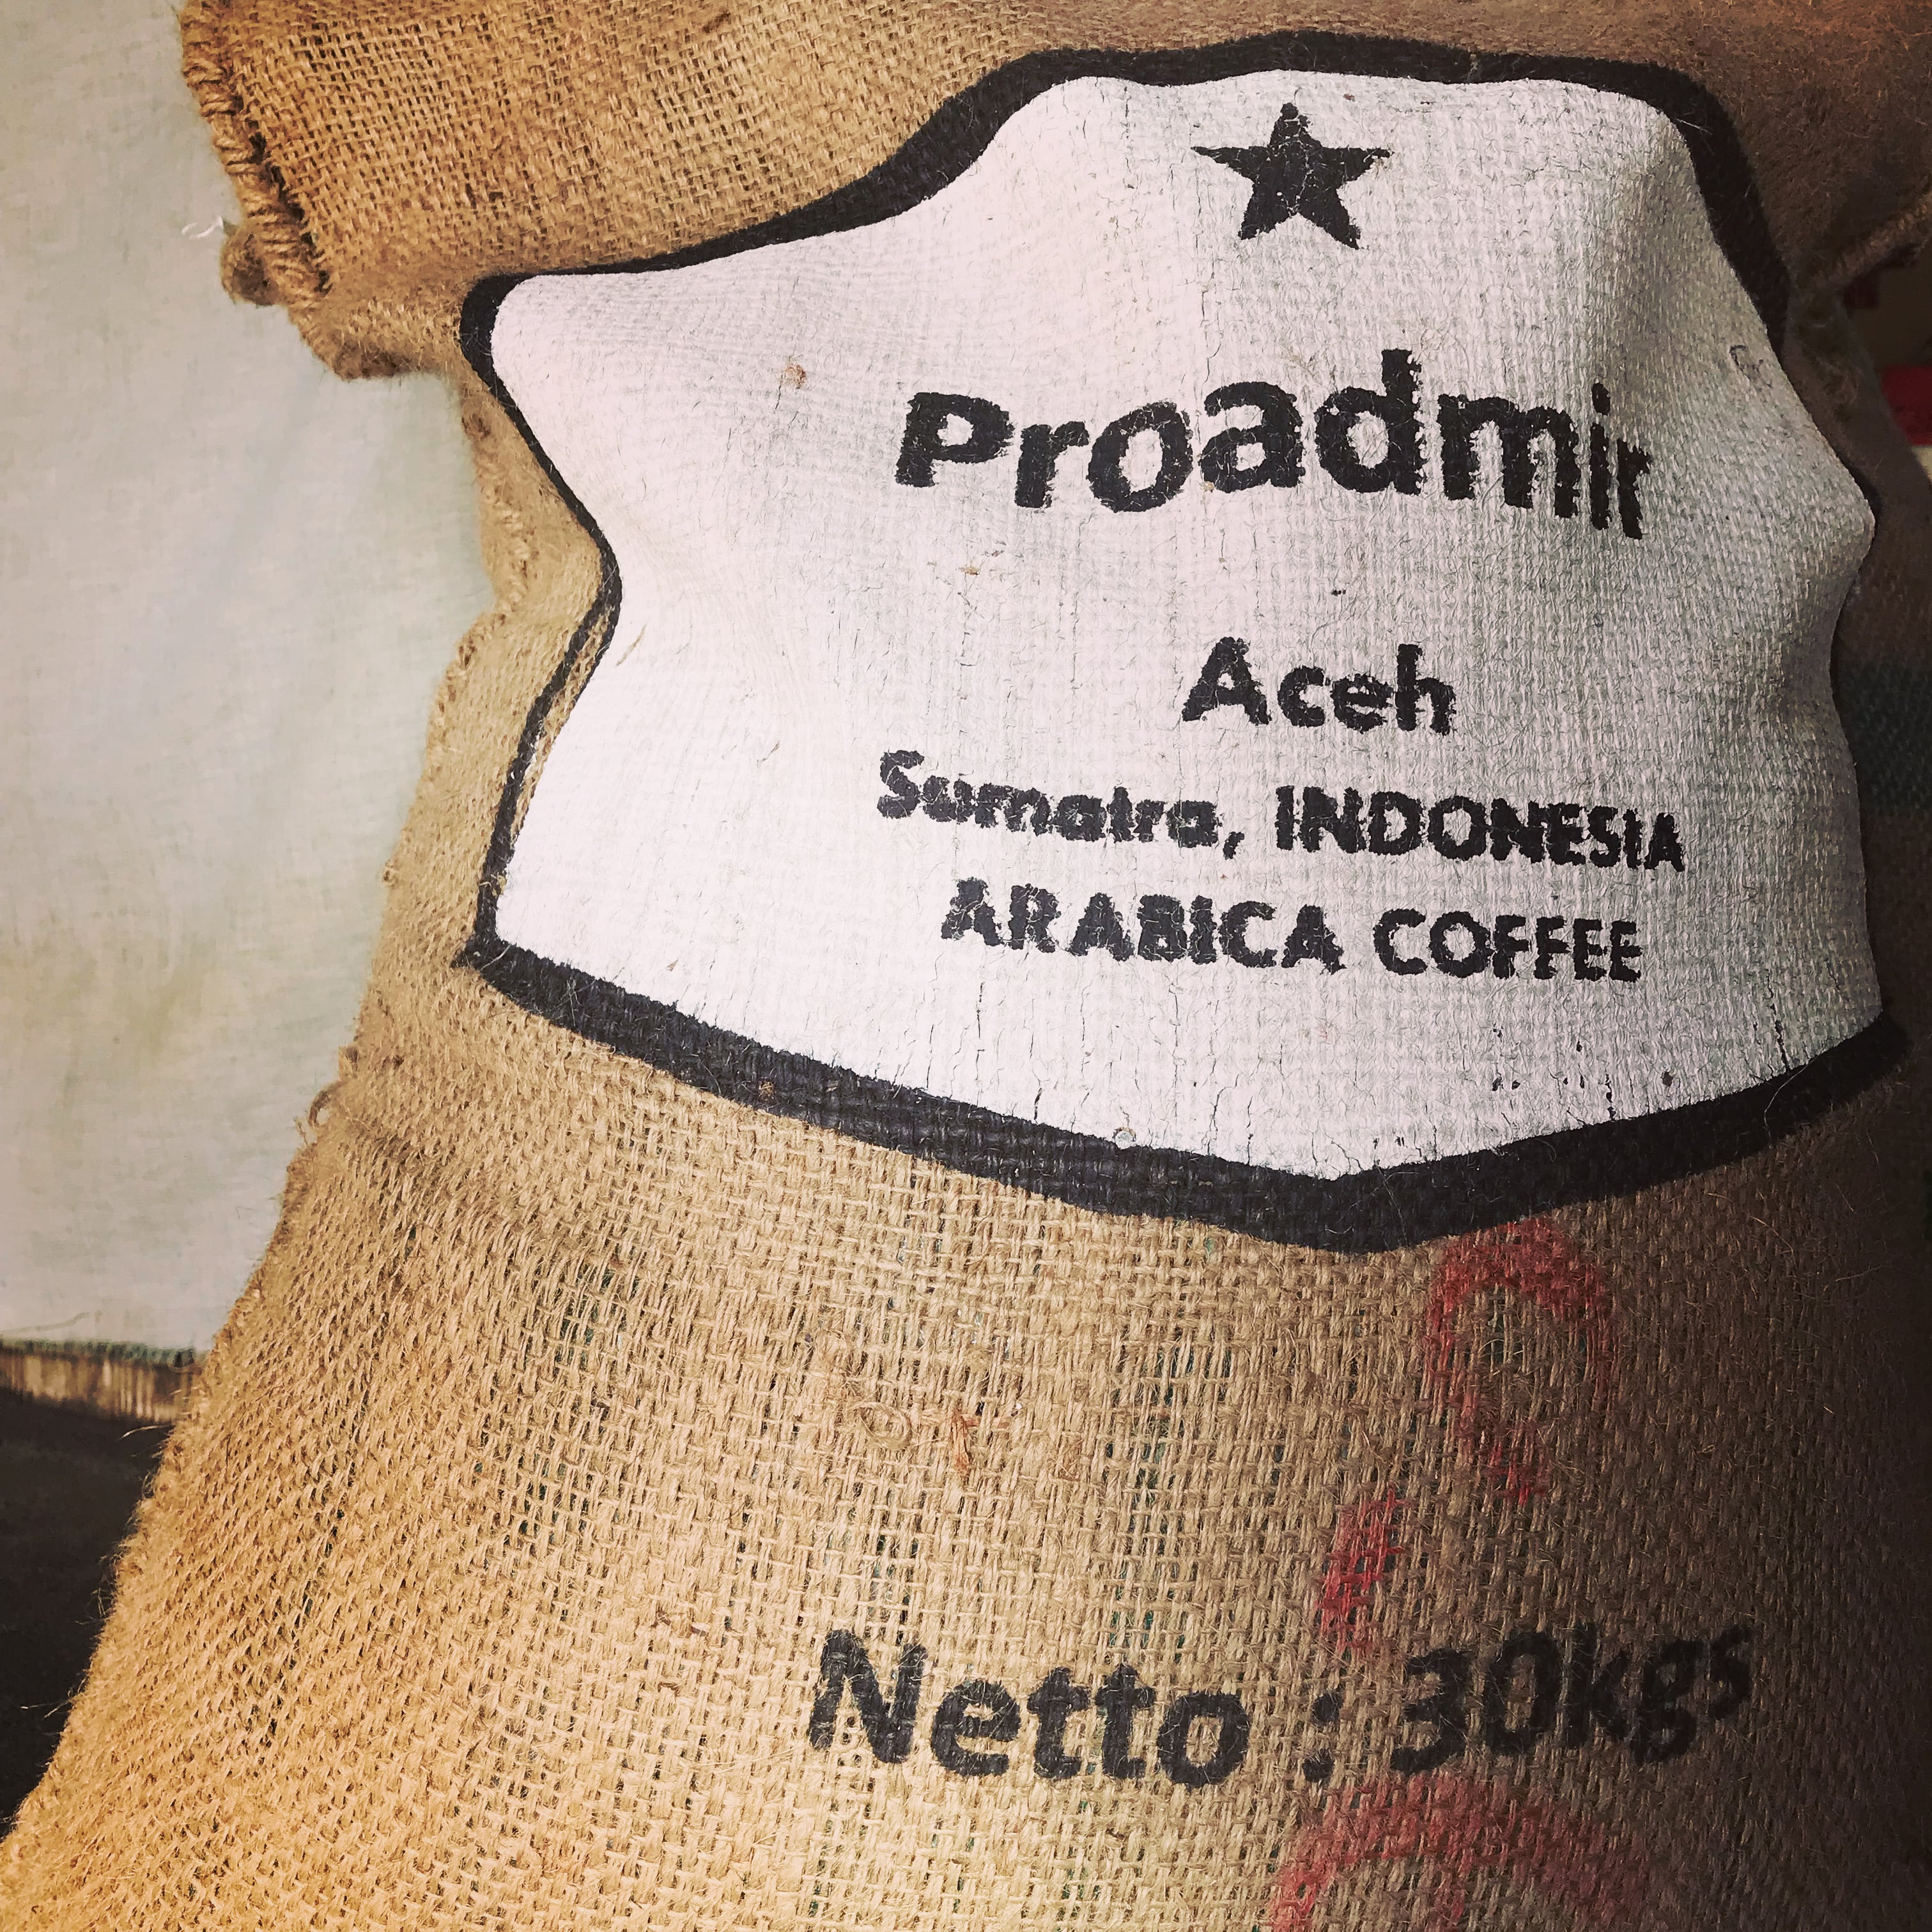 Proadmir
Aceh
Sumatra, INDONESIA
ARABICA COFFEE
Netto : 30kgs